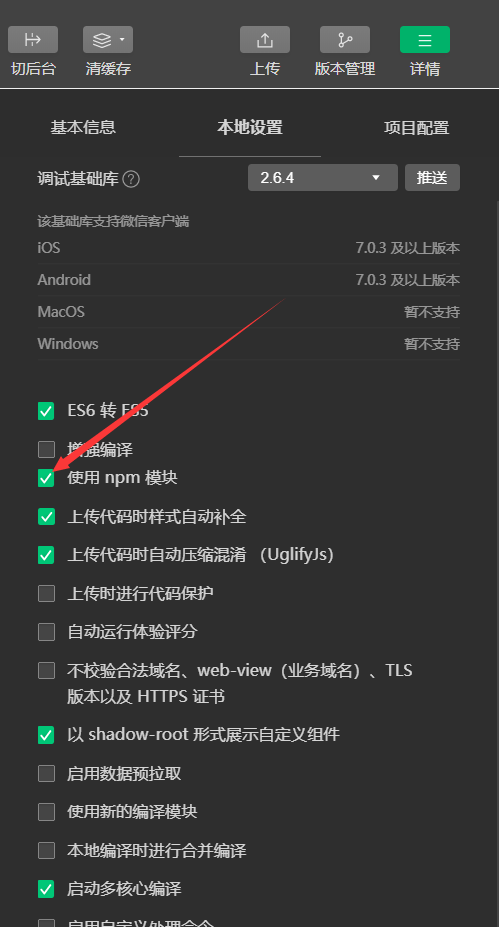 切后台 清缓存 上传 版本管理 详情
基本信息 本地设置 项目配置
调试基础库 ? 2.6.4 推送
该基础库支持微信客户端
iOS 7.0.3 及以上版本
Android 7.0.3 及以上版本
MacOS 暂不支持
Windows 暂不支持
ES6 转 ES5
增强编译
使用 npm 模块
上传代码时样式自动补全
上传代码时自动压缩混淆 （UglifyJs）
上传时进行代码保护
自动运行体验评分
不校验合法域名、web-view（业务域名）、TLS
版本以及 HTTPS 证书
以 shadow-root 形式展示自定义组件
启用数据预拉取
使用新的编译模块
本地编译时进行合并编译
启动多核心编译
启用自定义处理命令